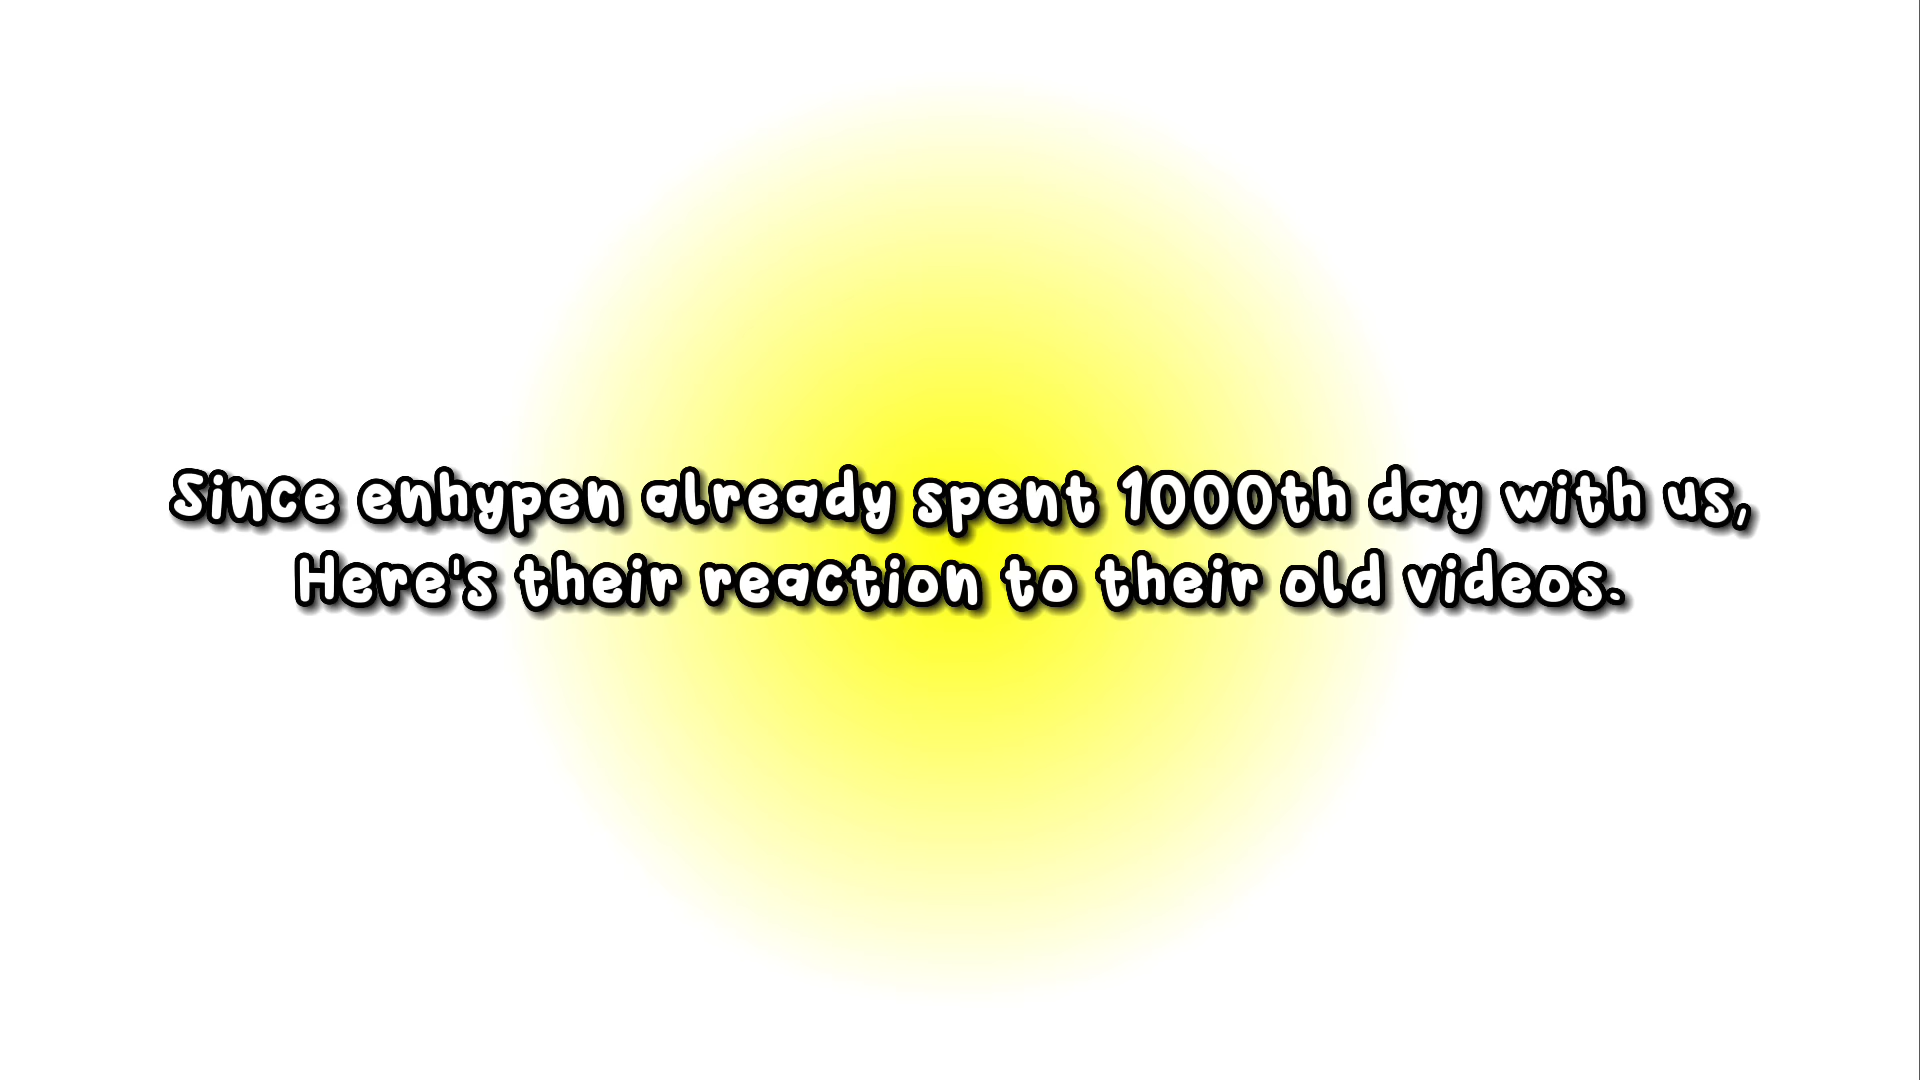 Since enhypen already spent 1000th day with us,
Here's their reaction to their old videos.